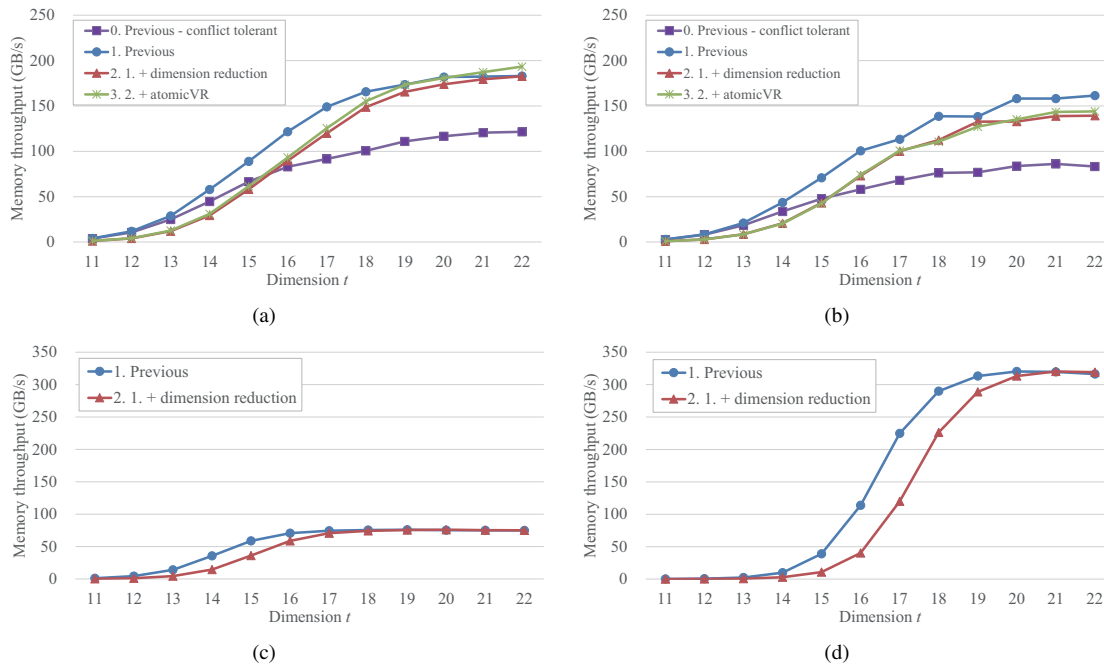 250
200
150
100
50
0
Memory throughput (GB/s)
0. Previous - conflict tolerant
1. Previous
2. 1. + dimension reduction
3. 2. + atomicVR
11 12 13 14 15 16 17 18 19 20 21 22
Dimension t
(a)
250
200
150
100
50
0
Memory throughput (GB/s)
0. Previous - conflict tolerant
1. Previous
2. 1. + dimension reduction
3. 2. + atomicVR
11 12 13 14 15 16 17 18 19 20 21 22
Dimension t
(b)
350
300
250
200
150
100
50
0
Memory throughput (GB/s)
1. Previous
2. 1. + dimension reduction
11 12 13 14 15 16 17 18 19 20 21 22
Dimension t
(c)
350
300
250
200
150
100
50
0
Memory throughput (GB/s)
1. Previous
2. 1. + dimension reduction
11 12 13 14 15 16 17 18 19 20 21 22
Dimension t
(d)